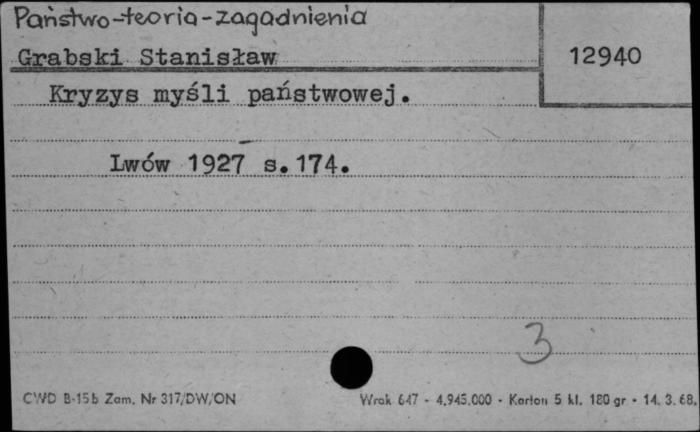 Państwo-teoria-zagadnienia
Grabski Stanisław
12940
Kryzys myśli państwowej.
Lwów 1927 s.174.
3
CWD B-15b Zam. Nr 317/DW/ON
Wrak 647 - 4.945.000 - Karton 5 kl. 180 gr - 14. 3. 68.